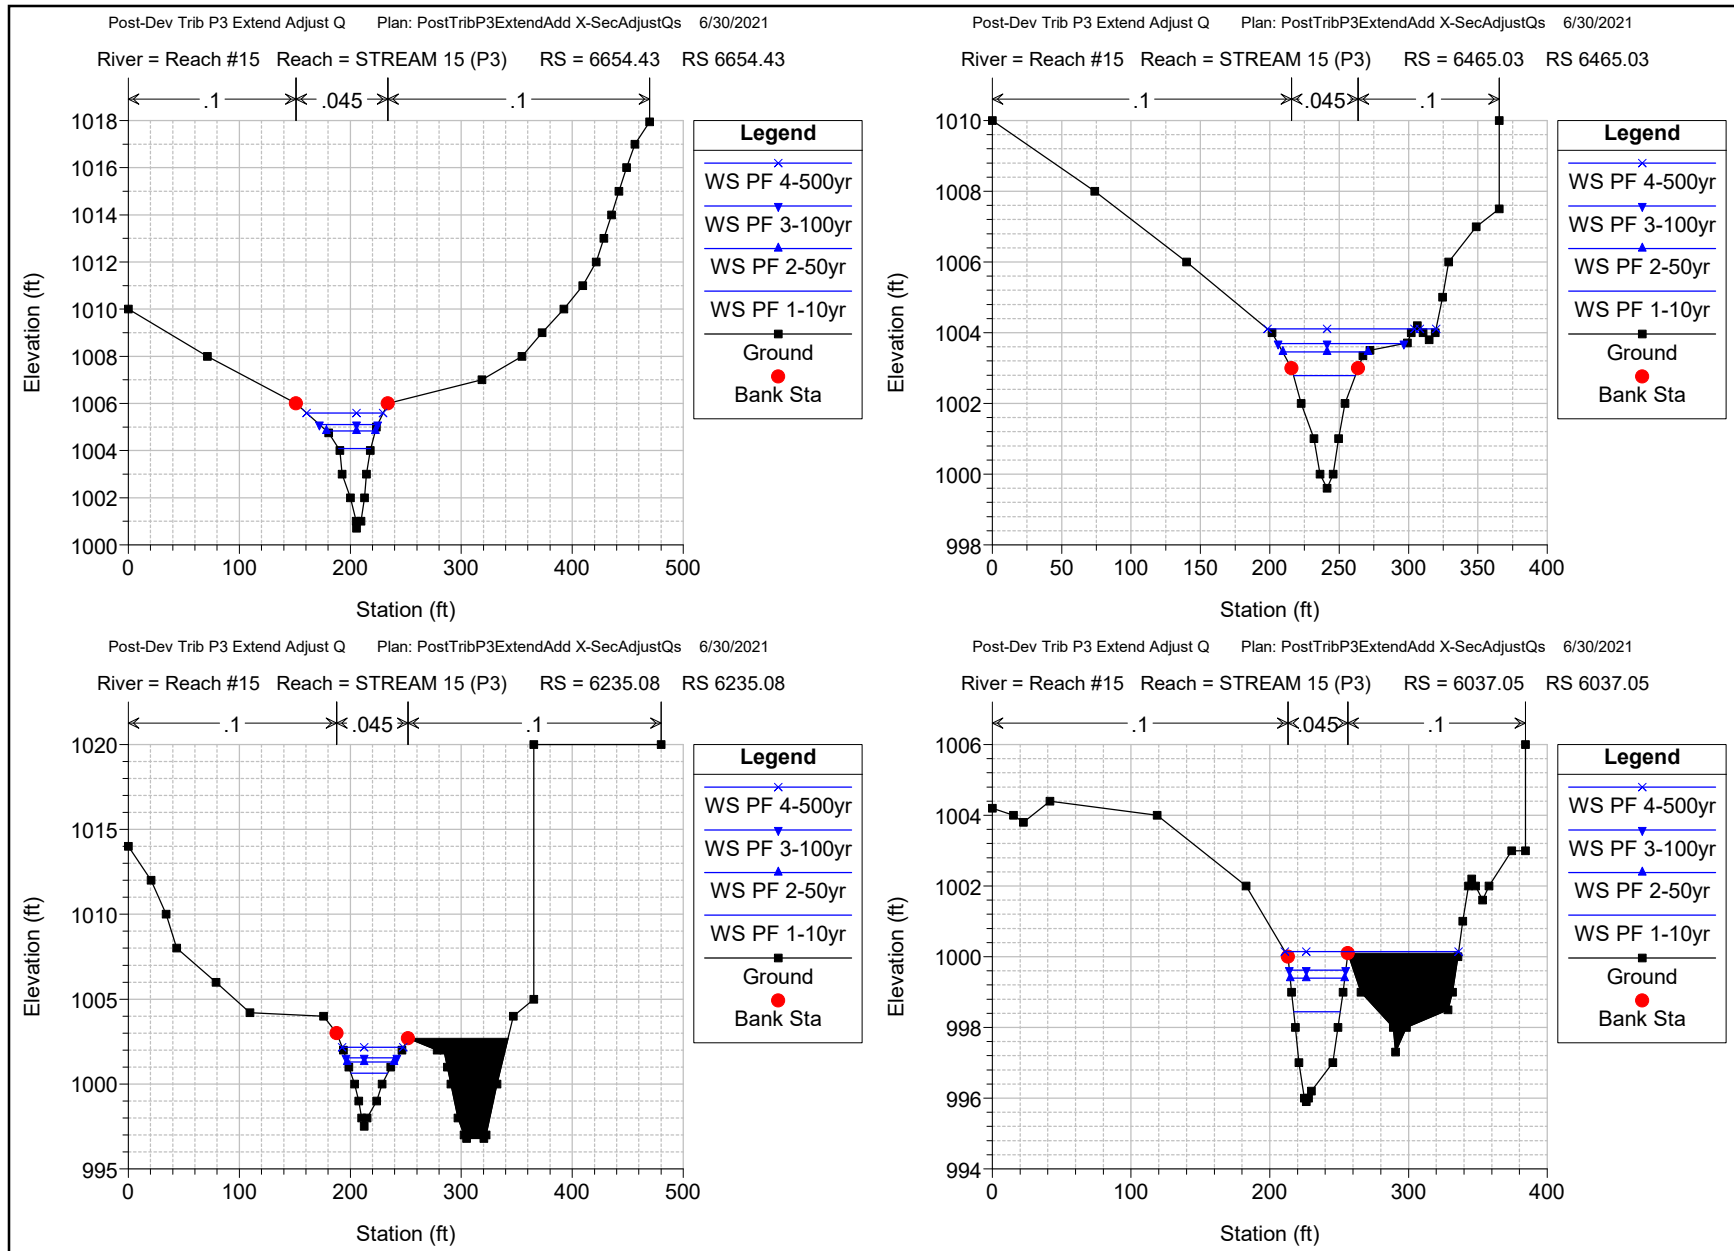 Post-Dev Trib P3 Extend Adjust Q Plan: PostTribP3ExtendAdd X-SecAdjustQs 6/30/2021
River = Reach #15 Reach = STREAM 15 (P3) RS = 6654.43 RS 6654.43
.1 .045 .1
1018
1016
1014
1012
1010
1008
1006
1004
1002
1000
Elevation (ft)
0 100 200 300 400 500
Station (ft)
Legend
WS PF 4-500yr
WS PF 3-100yr
WS PF 2-50yr
WS PF 1-10yr
Ground
Bank Sta
Post-Dev Trib P3 Extend Adjust Q Plan: PostTribP3ExtendAdd X-SecAdjustQs 6/30/2021
River = Reach #15 Reach = STREAM 15 (P3) RS = 6465.03 RS 6465.03
.1 .045 .1
1010
1008
1006
1004
1002
1000
998
Elevation (ft)
0 50 100 150 200 250 300 350 400
Station (ft)
Legend
WS PF 4-500yr
WS PF 3-100yr
WS PF 2-50yr
WS PF 1-10yr
Ground
Bank Sta
Post-Dev Trib P3 Extend Adjust Q Plan: PostTribP3ExtendAdd X-SecAdjustQs 6/30/2021
River = Reach #15 Reach = STREAM 15 (P3) RS = 6235.08 RS 6235.08
.1 .045 .1
1020
1015
1010
1005
1000
995
Elevation (ft)
0 100 200 300 400 500
Station (ft)
Legend
WS PF 4-500yr
WS PF 3-100yr
WS PF 2-50yr
WS PF 1-10yr
Ground
Bank Sta
Post-Dev Trib P3 Extend Adjust Q Plan: PostTribP3ExtendAdd X-SecAdjustQs 6/30/2021
River = Reach #15 Reach = STREAM 15 (P3) RS = 6037.05 RS 6037.05
.1 .045 .1
1006
1004
1002
1000
998
996
994
Elevation (ft)
0 100 200 300 400
Station (ft)
Legend
WS PF 4-500yr
WS PF 3-100yr
WS PF 2-50yr
WS PF 1-10yr
Ground
Bank Sta